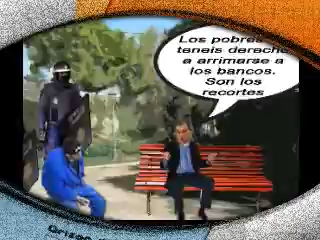 Los pobres
teneis derecho
a arrimarse a
los bancos.
Son los
recortes